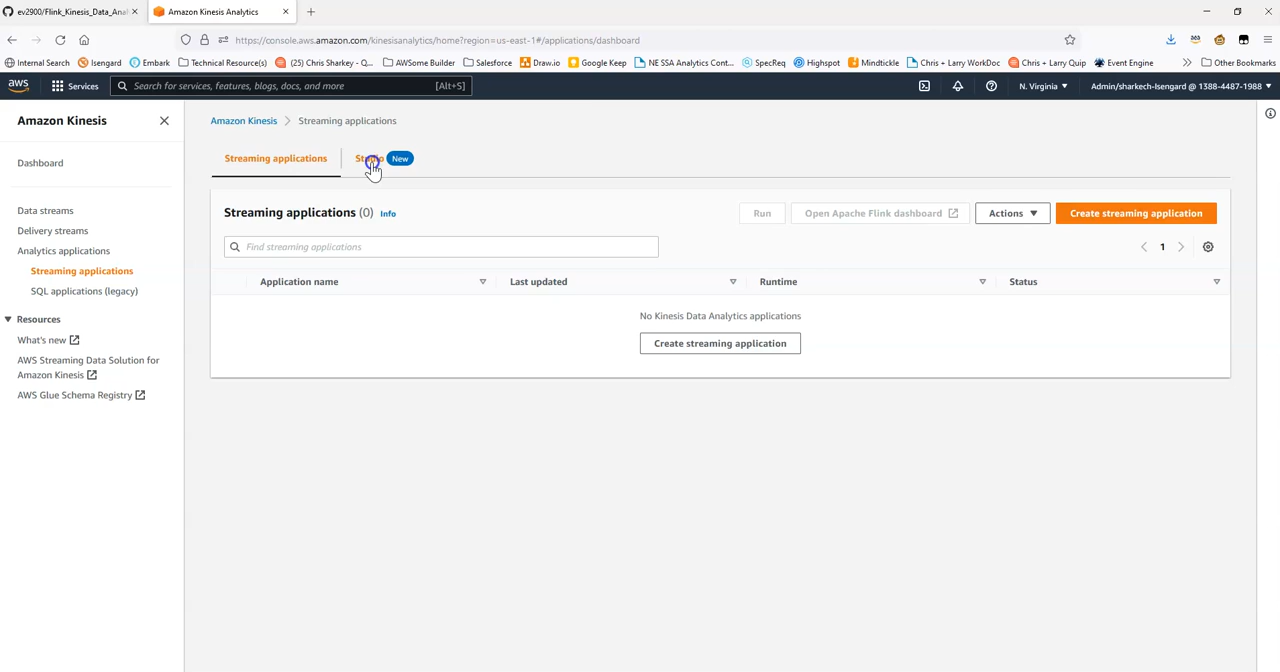 ev2900/Flink_Kinesis_Data_Anal
Amazon Kinesis Analytics
https://console.aws.amazon.com/kinesisanalytics/home?region=us-east-1#/applications/dashboard
Internal Search
Isengard
Embark
Technical Resource(s)
(25) Chris Sharkey - Q...
AWSome Builder
Salesforce
Draw.io
Google Keep
NE SSA Analytics Cont...
SpecReq
Highspot
Mindtickle
Chris + Larry WorkDoc
Chris + Larry Quip
Event Engine
Other Bookmarks
aws
Services
Search for services, features, blogs, docs, and more
[Alt+S]
N. Virginia
Admin/sharkech-Isengard @ 1388-4487-1988
Amazon Kinesis
Dashboard
Data streams
Delivery streams
Analytics applications
Streaming applications
SQL applications (legacy)
Resources
What's new
AWS Streaming Data Solution for
Amazon Kinesis
AWS Glue Schema Registry
Amazon Kinesis > Streaming applications
Streaming applications
Studio
New
Streaming applications (0) Info
Run
Open Apache Flink dashboard
Actions
Create streaming application
Find streaming applications
1
Application name
Last updated
Runtime
Status
No Kinesis Data Analytics applications
Create streaming application